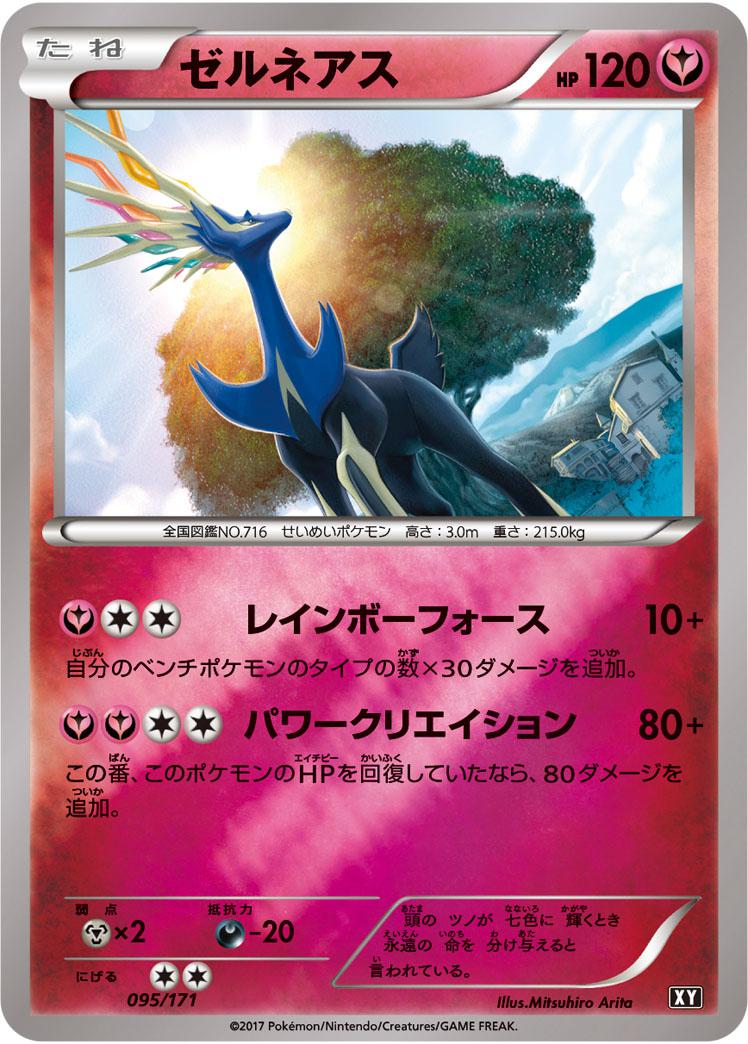 たね ゼルネアス HP120
全国図鑑NO.716 せいめいポケモン 高さ：3.0m 重さ：215.0kg
レインボーフォース 10+
自分のベンチポケモンのタイプの数×30ダメージを追加。
パワークリエイション 80+
この番、このポケモンのHPを回復していたなら、80ダメージを
追加。
弱点 抵抗力
×2 -20
にげる
095/171
頭の ツノが 七色に 輝くとき
永遠の 命を 分け与えると
言われている。
Illus.Mitsuhiro Arita XY
©2017 Pokémon/Nintendo/Creatures/GAME FREAK.